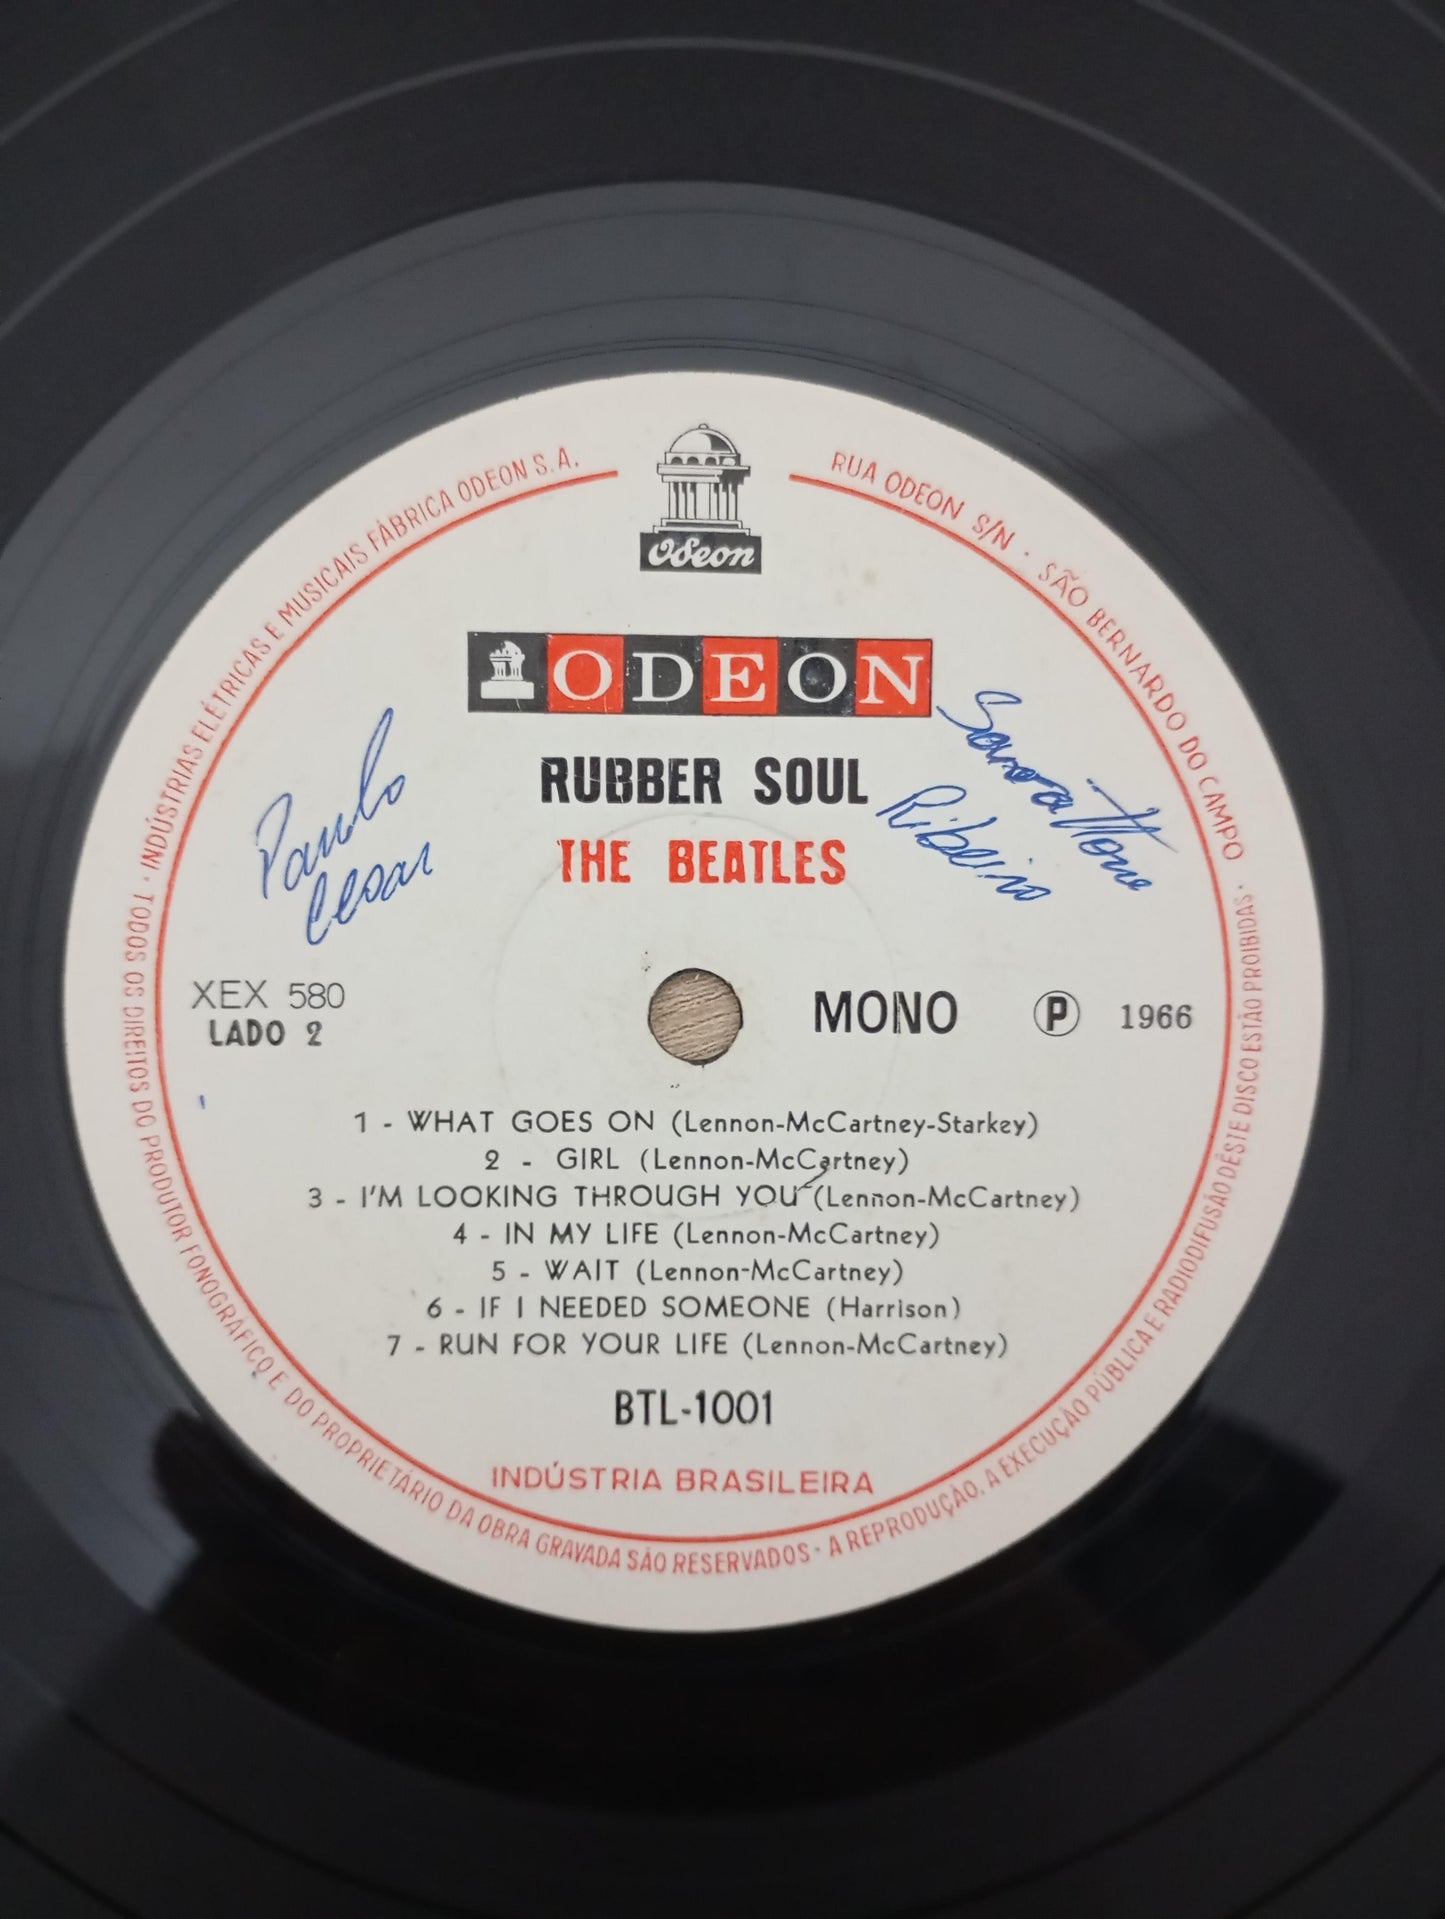 · INDÚSTRIAS ELÉTRICAS E MUSICAIS FÁBRICA ODEON S.A.
RUA ODEON S/N · SÃO BERNARDO DO CAMPO ·
Odeon
ODEON
RUBBER SOUL
THE BEATLES
Paulo
Cesar
Ribeiro
XEX 580
LADO 2
MONO
Ⓟ 1966
1 - WHAT GOES ON (Lennon-McCartney-Starkey)
2 - GIRL (Lennon-McCartney)
3 - I'M LOOKING THROUGH YOU (Lennon-McCartney)
4 - IN MY LIFE (Lennon-McCartney)
5 - WAIT (Lennon-McCartney)
6 - IF I NEEDED SOMEONE (Harrison)
7 - RUN FOR YOUR LIFE (Lennon-McCartney)
BTL-1001
INDÚSTRIA BRASILEIRA
TODOS OS DIREITOS DO PRODUTOR FONOGRAFICO E DO PROPRIETÁRIO DA OBRA GRAVADA SÃO RESERVADOS · A REPRODUÇÃO, A EXECUÇÃO PÚBLICA E RADIODIFUSÃO DÊSTE DISCO ESTÃO PROIBIDAS ·